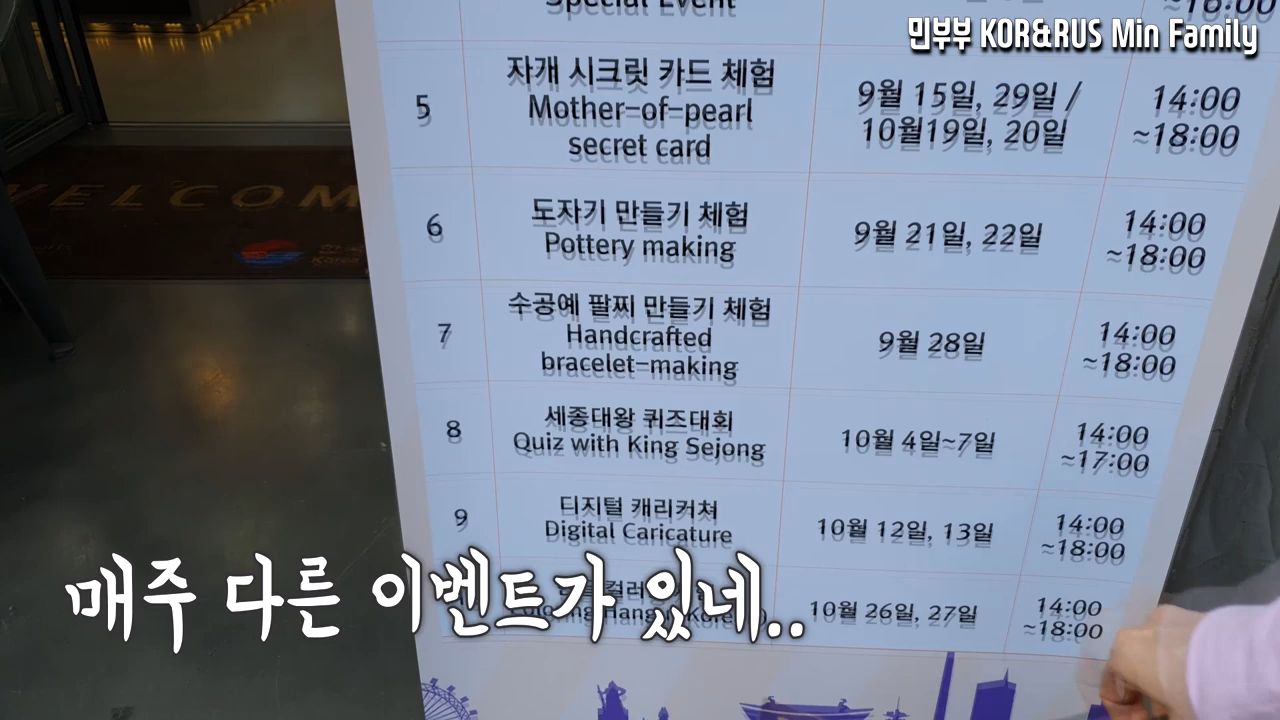 Special Event
~16:00
민부부 KOR&RUS Min Family
5
자개 시크릿 카드 체험
Mother-of-pearl
secret card
9월 15일, 29일 /
10월19일, 20일
14:00
~18:00
6
도자기 만들기 체험
Pottery making
9월 21일, 22일
14:00
~18:00
7
수공예 팔찌 만들기 체험
Handcrafted
bracelet-making
9월 28일
14:00
~18:00
8
세종대왕 퀴즈대회
Quiz with King Sejong
10월 4일~7일
14:00
~17:00
9
디지털 캐리커쳐
Digital Caricature
10월 12일, 13일
14:00
~18:00
컬러
10월 26일, 27일
14:00
~18:00
매주 다른 이벤트가 있네..